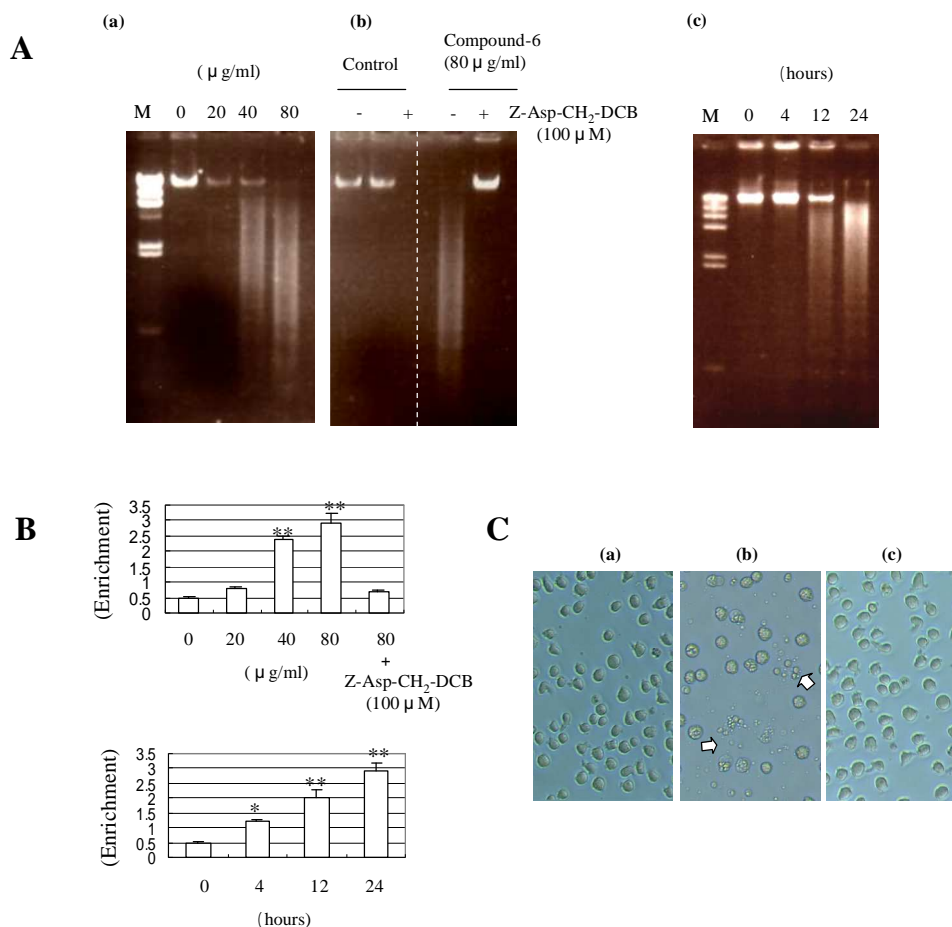 A
(a)
(b)
(c)
(μ g/ml)
Control
Compound-6
(80 μ g/ml)
(hours)
M 0 20 40 80
- + - + Z-Asp-CH₂-DCB
(100 μ M)
M 0 4 12 24
B
(Enrichment)
3.5
3
2.5
2
1.5
1
0.5
0
** **
0 20 40 80 80
+
(μ g/ml)
Z-Asp-CH₂-DCB
(100 μ M)
(Enrichment)
3.5
3
2.5
2
1.5
1
0.5
0
* ** **
0 4 12 24
(hours)
C
(a) (b) (c)